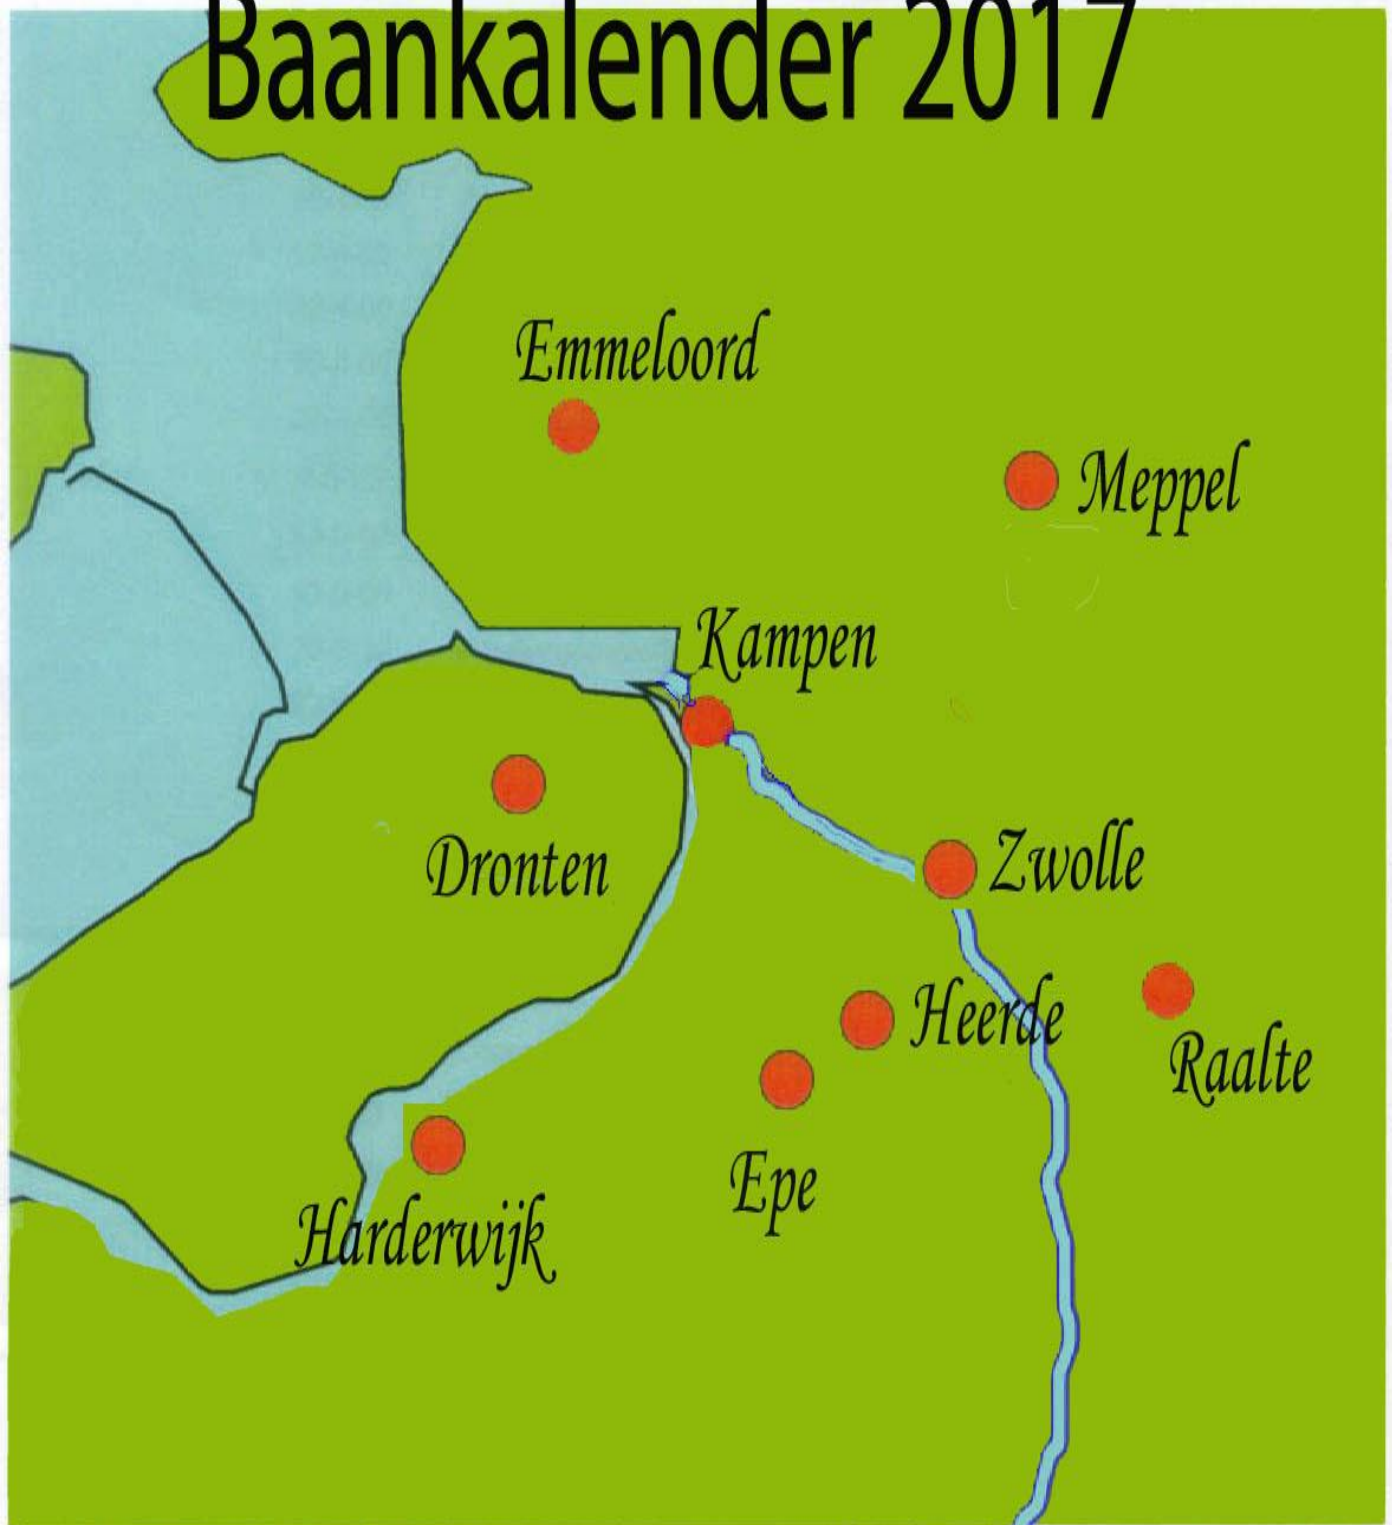 Baankalender 2017
Emmeloord
Meppel
Kampen
Dronten
Zwolle
Heerde
Raalte
Epe
Harderwijk